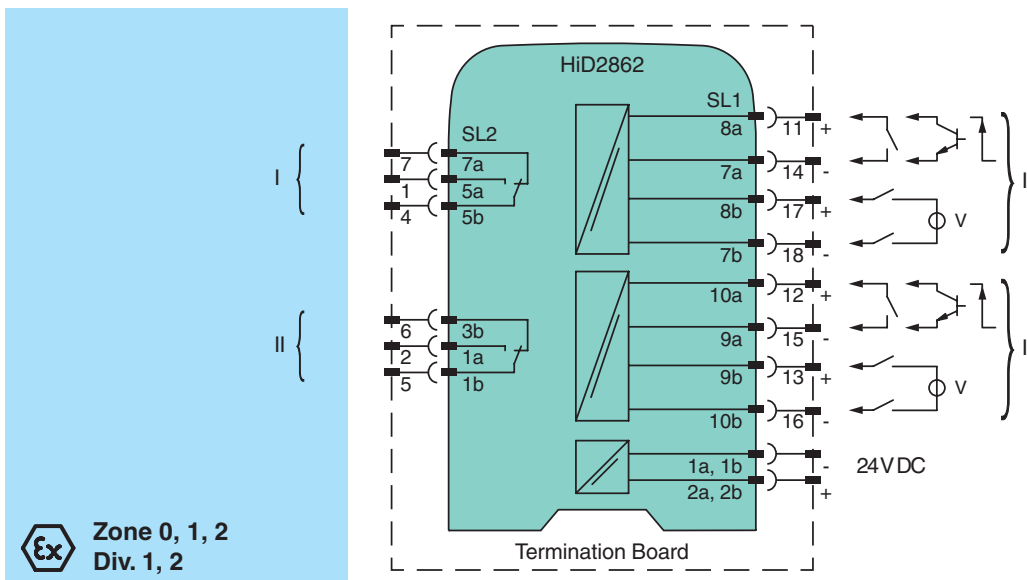 HiD2862
SL1
SL2
8a 11 +
7 7a
7a 14 -
I
1 5a
I
4 5b
8b 17 +
V
7b 18 -
10a 12 +
6 3b
9a 15 -
II
2 1a
I
5 1b
9b 13 +
V
10b 16 -
1a, 1b - 24V DC
2a, 2b +
Ex
Zone 0, 1, 2
Div. 1, 2
Termination Board